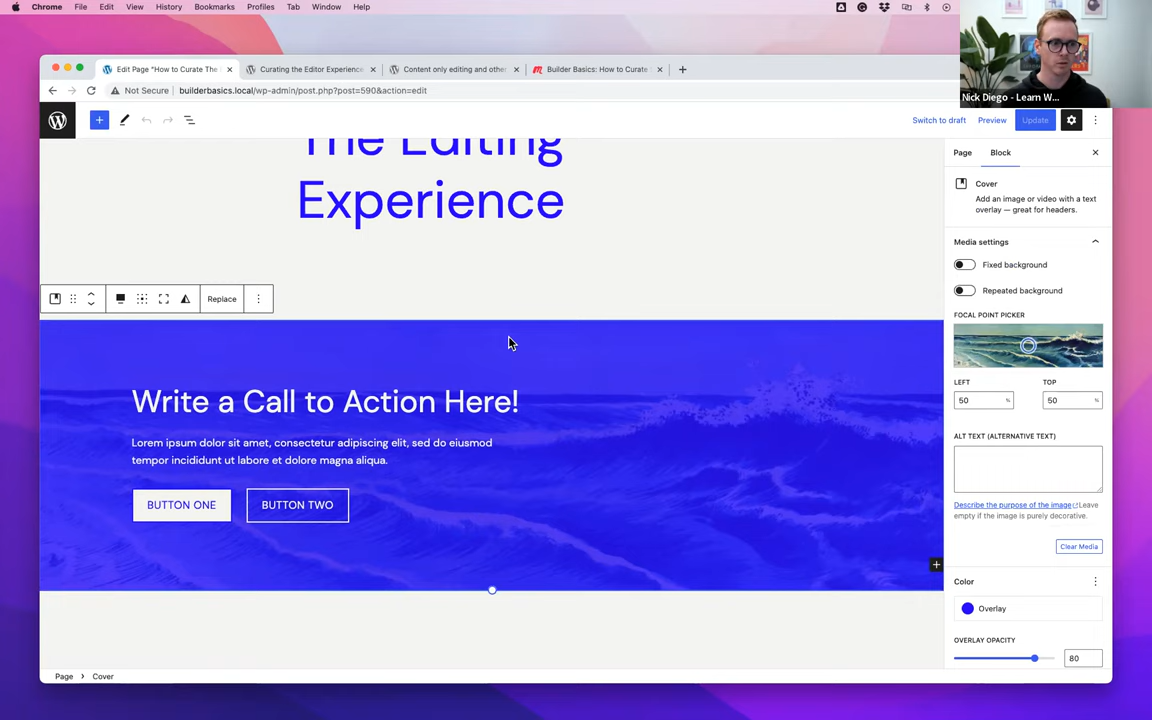 Chrome File Edit View History Bookmarks Profiles Tab Window Help
Nick Diego - Learn W...
Edit Page "How to Curate The
Curating the Editor Experience
Content only editing and othe
Builder Basics: How to Curate
Not Secure builderbasics.local/wp-admin/post.php?post=590&action=edit
Switch to draft Preview Update
The Editing
Experience
Replace
Write a Call to Action Here!
Lorem ipsum dolor sit amet, consectetur adipiscing elit, sed do eiusmod
tempor incididunt ut labore et dolore magna aliqua.
BUTTON ONE BUTTON TWO
Page Block
Cover
Add an image or video with a text
overlay — great for headers.
Media settings
Fixed background
Repeated background
FOCAL POINT PICKER
LEFT TOP
50 % 50 %
ALT TEXT (ALTERNATIVE TEXT)
Describe the purpose of the image Leave
empty if the image is purely decorative.
Clear Media
Color
Overlay
OVERLAY OPACITY
80
Page › Cover